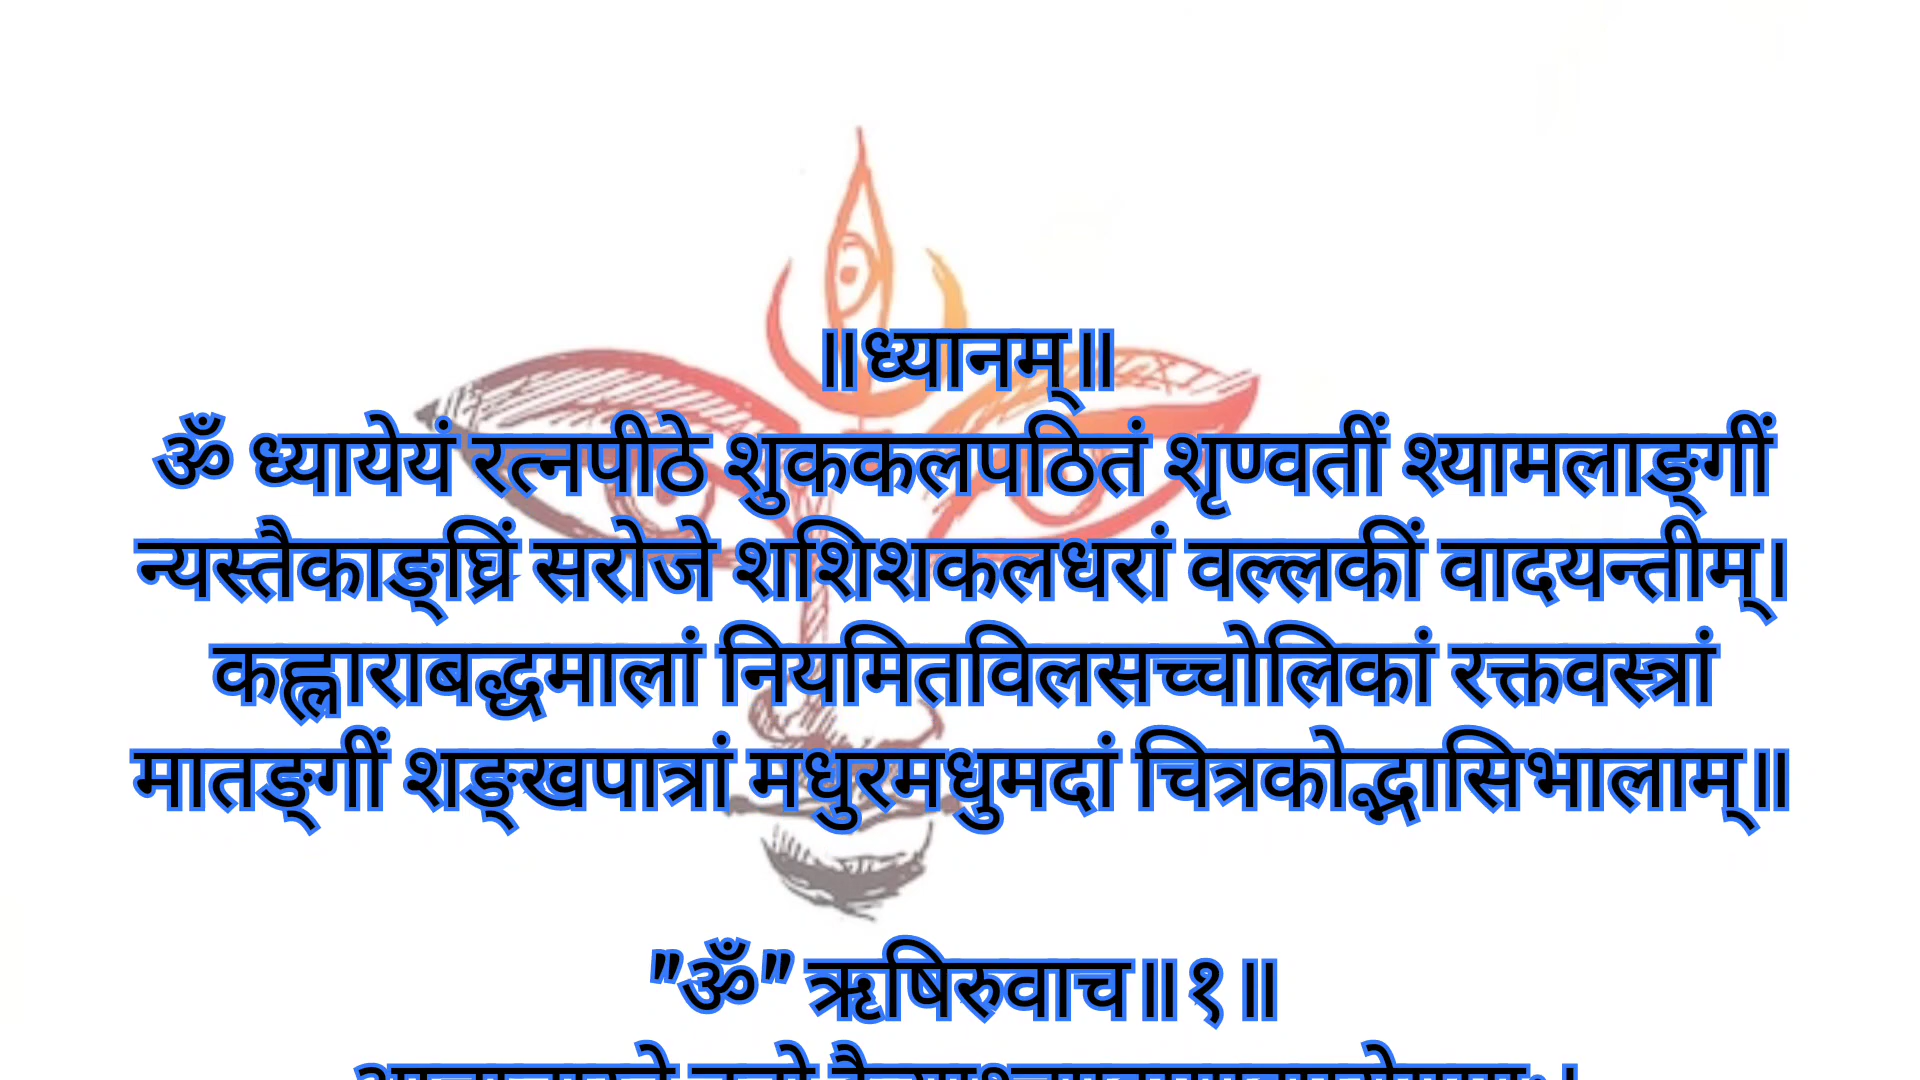 ॥ध्यानम्॥
ॐ ध्यायेयं रत्नपीठे शुककलपठितं शृण्वतीं श्यामलाङ्गीं
न्यस्तैकाङ्घ्रिं सरोजे शशिशकलधरां वल्लकीं वादयन्तीम्।
कह्लाराबद्धमालां नियमितविलसच्चोलिकां रक्तवस्त्रां
मातङ्गीं शङ्खपात्रां मधुरमधुमदां चित्रकोद्भासिभालाम्॥
"ॐ" ऋषिरुवाच॥१॥